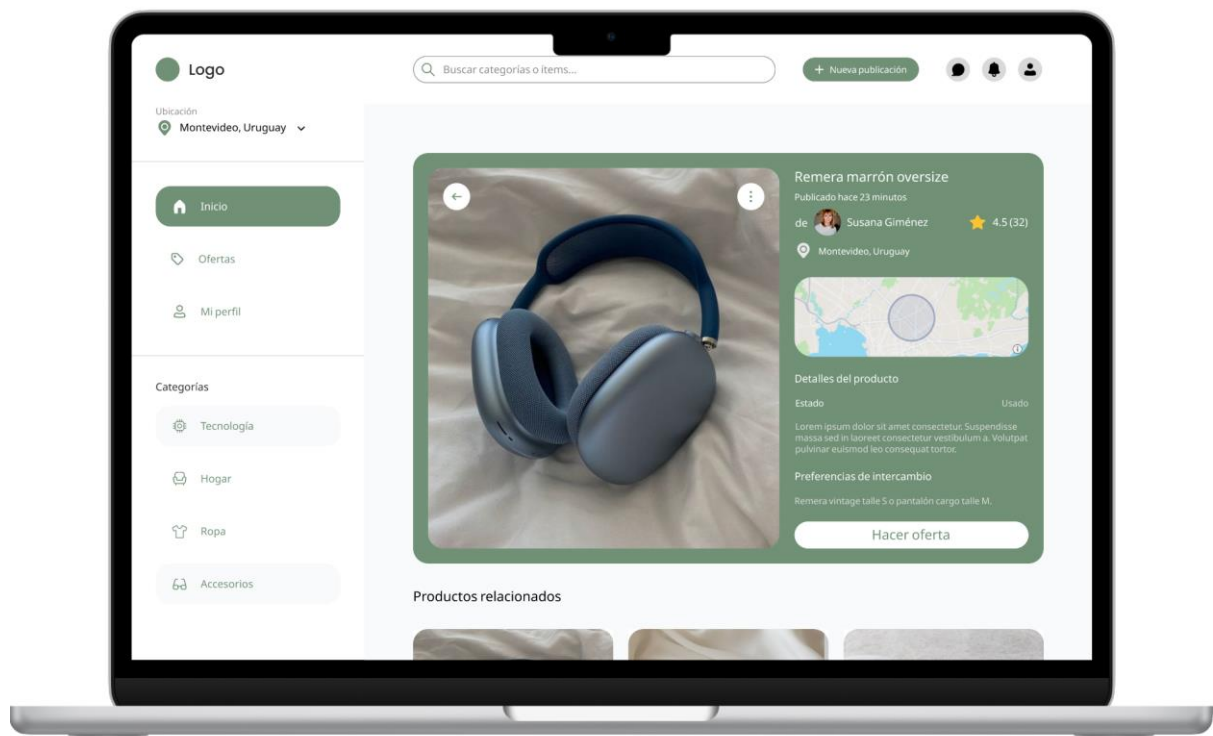 Logo
Buscar categorías o ítems...
+ Nueva publicación
Ubicación
Montevideo, Uruguay
Inicio
Ofertas
Mi perfil
Categorías
Tecnología
Hogar
Ropa
Accesorios
Remera marrón oversize
Publicado hace 23 minutos
de Susana Giménez 4.5 (32)
Montevideo, Uruguay
Detalles del producto
Estado Usado
Lorem ipsum dolor sit amet consectetur. Suspendisse
massa sed in laoreet consectetur vestibulum a. Volutpat
pulvinar euismod leo consequat tortor.
Preferencias de intercambio
Remera vintage talle S o pantalón cargo talle M.
Hacer oferta
Productos relacionados